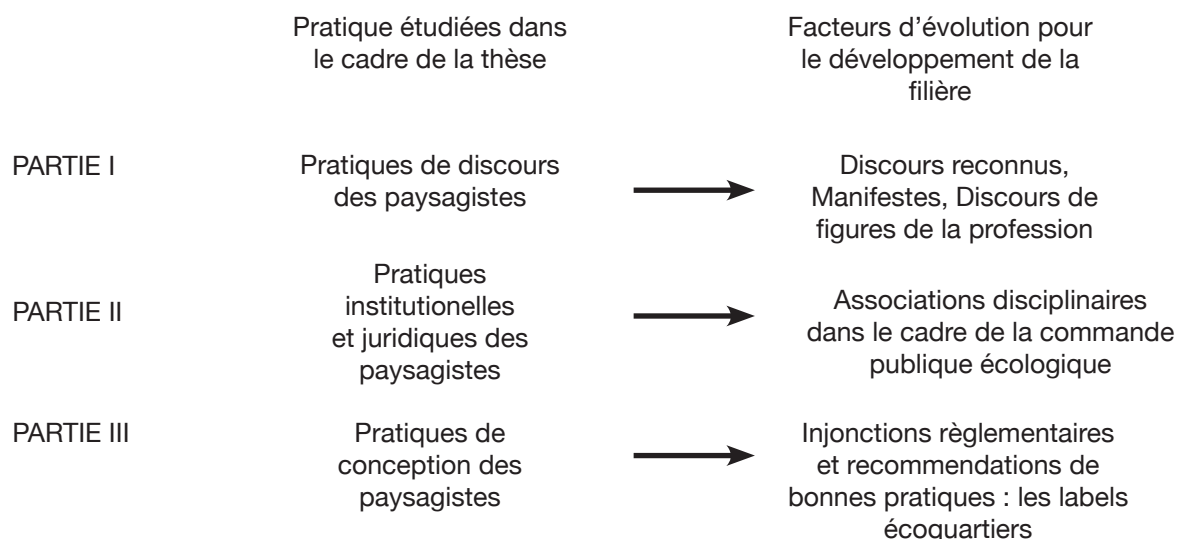 Pratique étudiées dans
le cadre de la thèse
Facteurs d'évolution pour
le développement de la
filière
PARTIE I
Pratiques de discours
des paysagistes
Discours reconnus,
Manifestes, Discours de
figures de la profession
PARTIE II
Pratiques
institutionelles
et juridiques des
paysagistes
Associations disciplinaires
dans le cadre de la commande
publique écologique
PARTIE III
Pratiques de
conception des
paysagistes
Injonctions règlementaires
et recommendations de
bonnes pratiques : les labels
écoquartiers